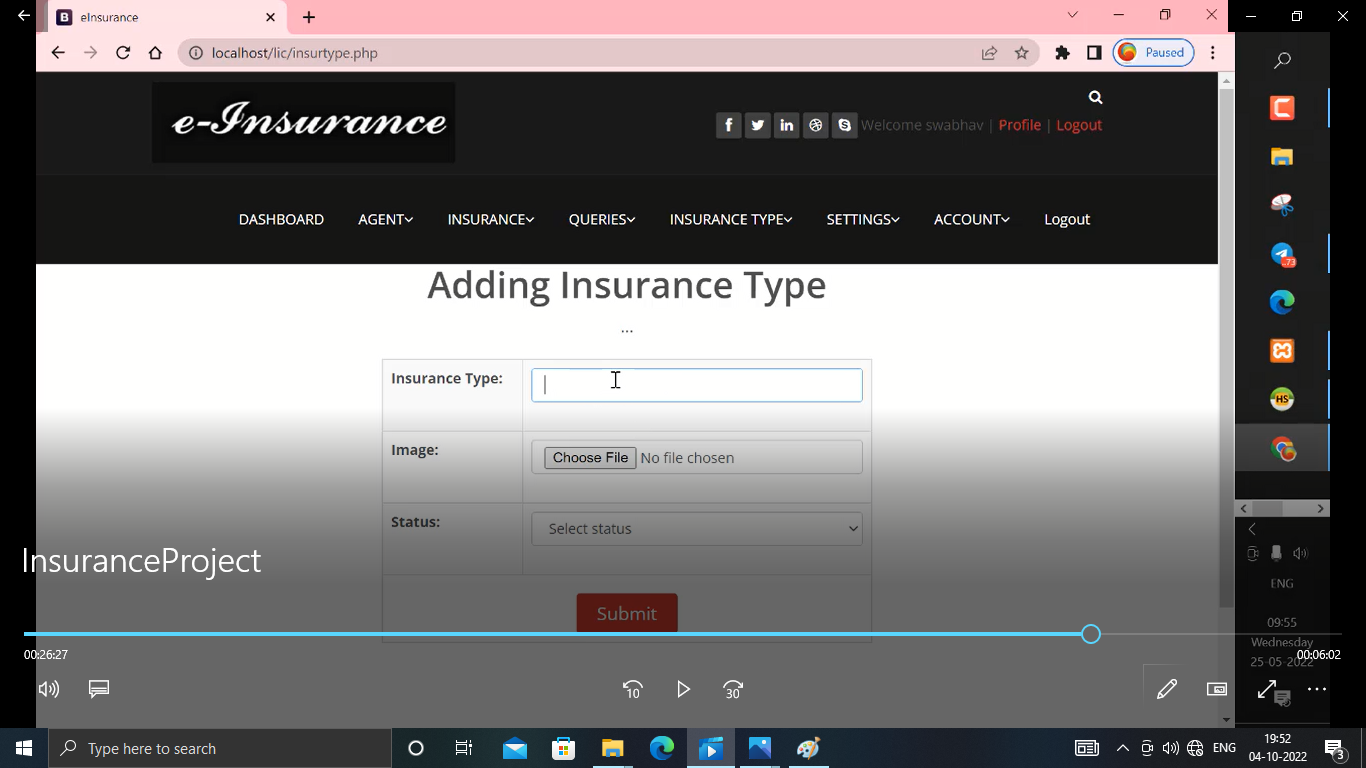 eInsurance
localhost/lic/insurtype.php
Paused
e-Insurance
Welcome swabhav | Profile | Logout
DASHBOARD AGENT INSURANCE QUERIES INSURANCE TYPE SETTINGS ACCOUNT Logout
Adding Insurance Type
...
Insurance Type:
Image: Choose File No file chosen
Status: Select status
Submit
InsuranceProject
00:26:27
00:06:02
10
30
..73
HS
ENG
09:55
Wednesday
25-05-2022
Type here to search
ENG
19:52
04-10-2022
3